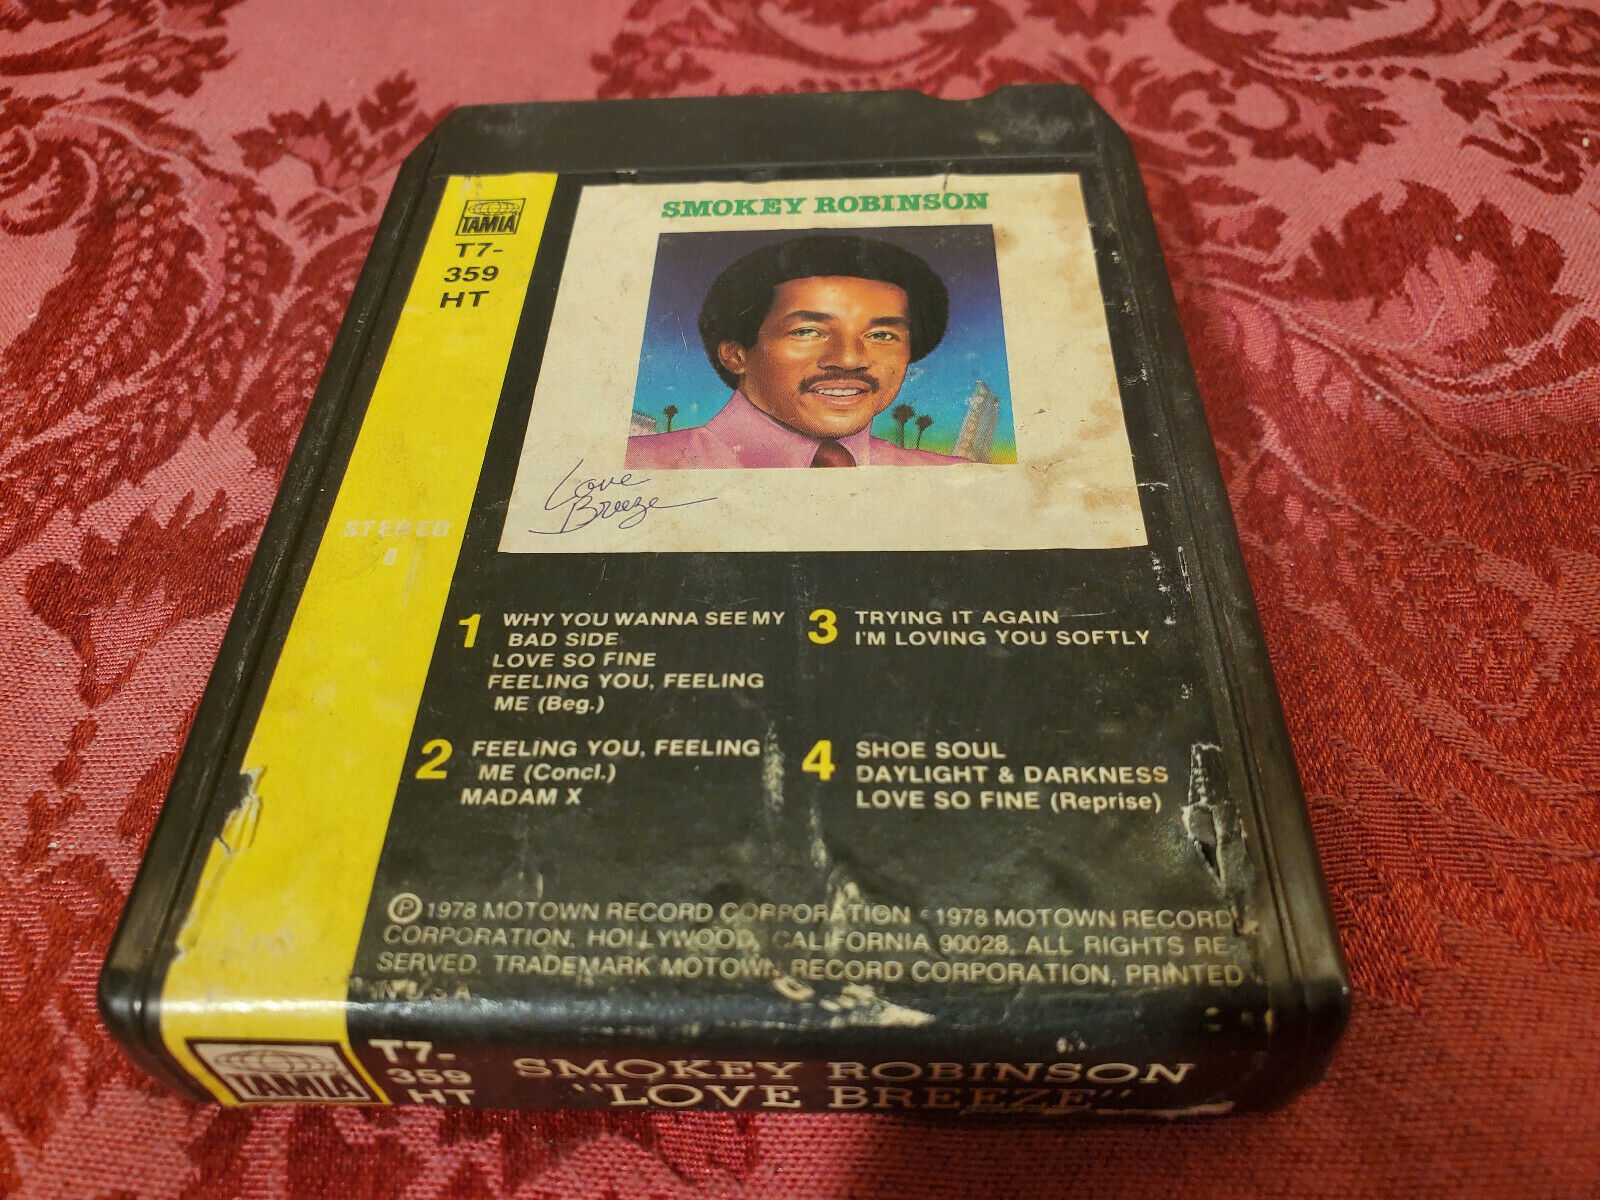 TAMLA
T7-
359
HT
SMOKEY ROBINSON
Love
Breeze
STEREO
8
1 WHY YOU WANNA SEE MY
BAD SIDE
LOVE SO FINE
FEELING YOU, FEELING
ME (Beg.)
2 FEELING YOU, FEELING
ME (Concl.)
MADAM X
3 TRYING IT AGAIN
I'M LOVING YOU SOFTLY
4 SHOE SOUL
DAYLIGHT & DARKNESS
LOVE SO FINE (Reprise)
Ⓟ 1978 MOTOWN RECORD CORPORATION © 1978 MOTOWN RECORD
CORPORATION, HOLLYWOOD, CALIFORNIA 90028. ALL RIGHTS RE-
SERVED. TRADEMARK MOTOWN RECORD CORPORATION, PRINTED
IN U.S.A.
TAMLA
T7-
359
HT
SMOKEY ROBINSON
"LOVE BREEZE"